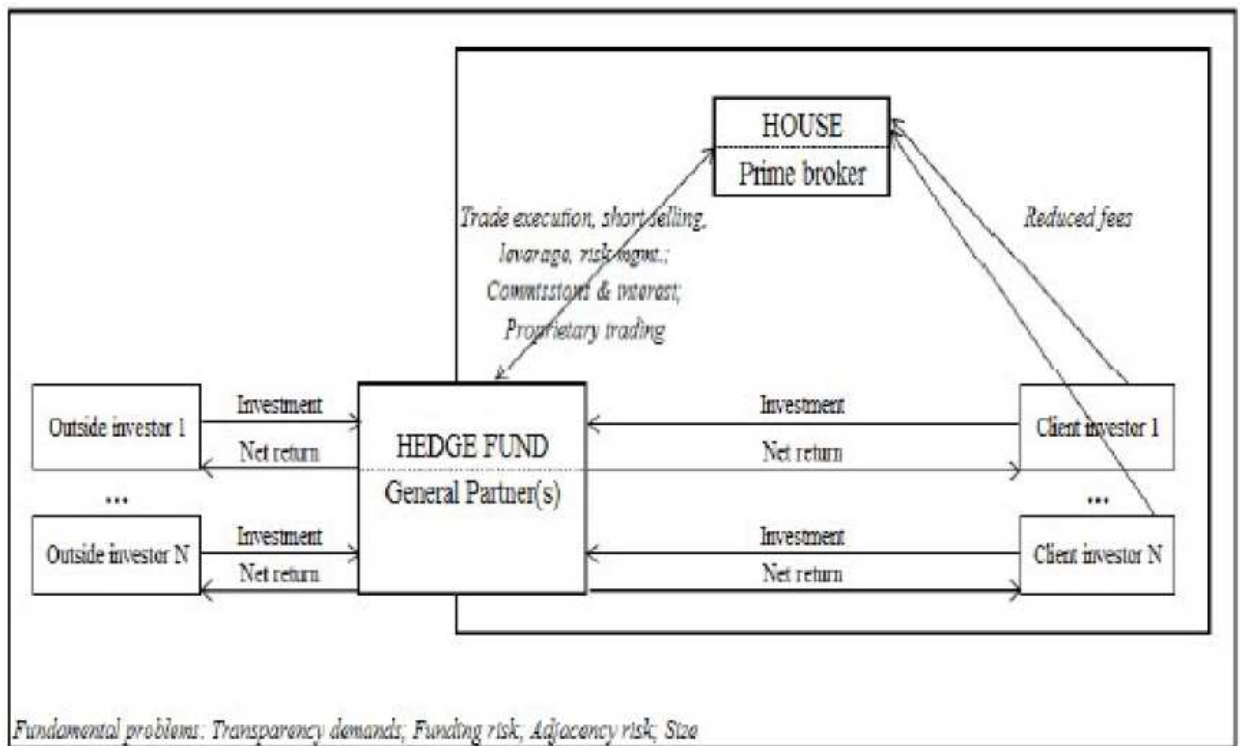 HOUSE
Prime broker
Trade execution, short selling,
Reduced fees
leverage, risk mgmt.;
Commissions & interest;
Proprietary trading
Outside investor 1
Investment
Net return
HEDGE FUND
General Partner(s)
Investment
Net return
Client investor 1
...
...
Outside investor N
Investment
Net return
Investment
Net return
Client investor N
Fundamental problems: Transparency demands; Funding risk; Adjacency risk; Size